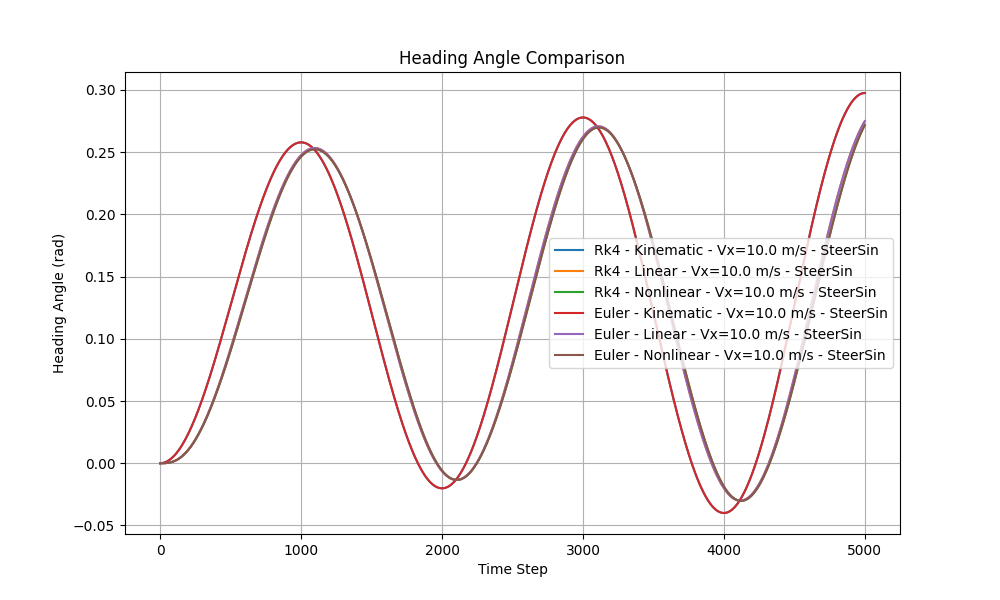 Heading Angle Comparison
Heading Angle (rad)
0.30
0.25
0.20
0.15
0.10
0.05
0.00
−0.05
Rk4 - Kinematic - Vx=10.0 m/s - SteerSin
Rk4 - Linear - Vx=10.0 m/s - SteerSin
Rk4 - Nonlinear - Vx=10.0 m/s - SteerSin
Euler - Kinematic - Vx=10.0 m/s - SteerSin
Euler - Linear - Vx=10.0 m/s - SteerSin
Euler - Nonlinear - Vx=10.0 m/s - SteerSin
0 1000 2000 3000 4000 5000
Time Step